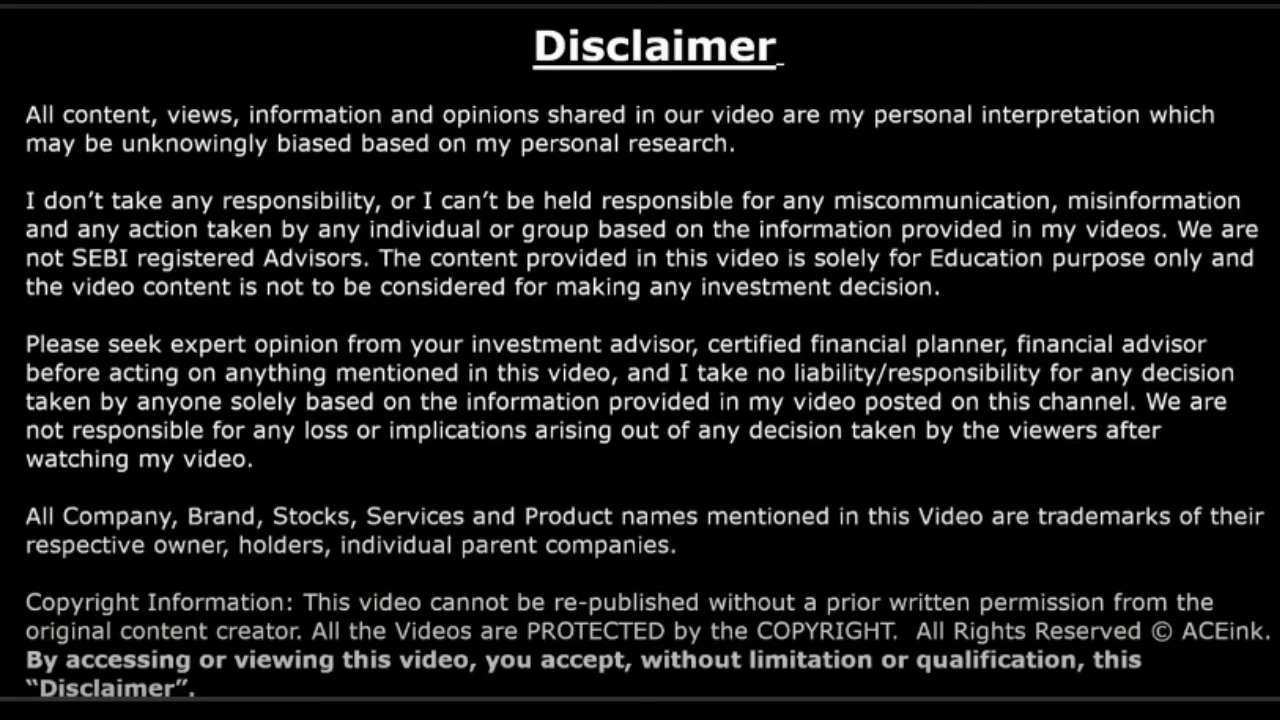 Disclaimer
All content, views, information and opinions shared in our video are my personal interpretation which
may be unknowingly biased based on my personal research.
I don’t take any responsibility, or I can’t be held responsible for any miscommunication, misinformation
and any action taken by any individual or group based on the information provided in my videos. We are
not SEBI registered Advisors. The content provided in this video is solely for Education purpose only and
the video content is not to be considered for making any investment decision.
Please seek expert opinion from your investment advisor, certified financial planner, financial advisor
before acting on anything mentioned in this video, and I take no liability/responsibility for any decision
taken by anyone solely based on the information provided in my video posted on this channel. We are
not responsible for any loss or implications arising out of any decision taken by the viewers after
watching my video.
All Company, Brand, Stocks, Services and Product names mentioned in this Video are trademarks of their
respective owner, holders, individual parent companies.
Copyright Information: This video cannot be re-published without a prior written permission from the
original content creator. All the Videos are PROTECTED by the COPYRIGHT.  All Rights Reserved © ACEink.
By accessing or viewing this video, you accept, without limitation or qualification, this
“Disclaimer”.